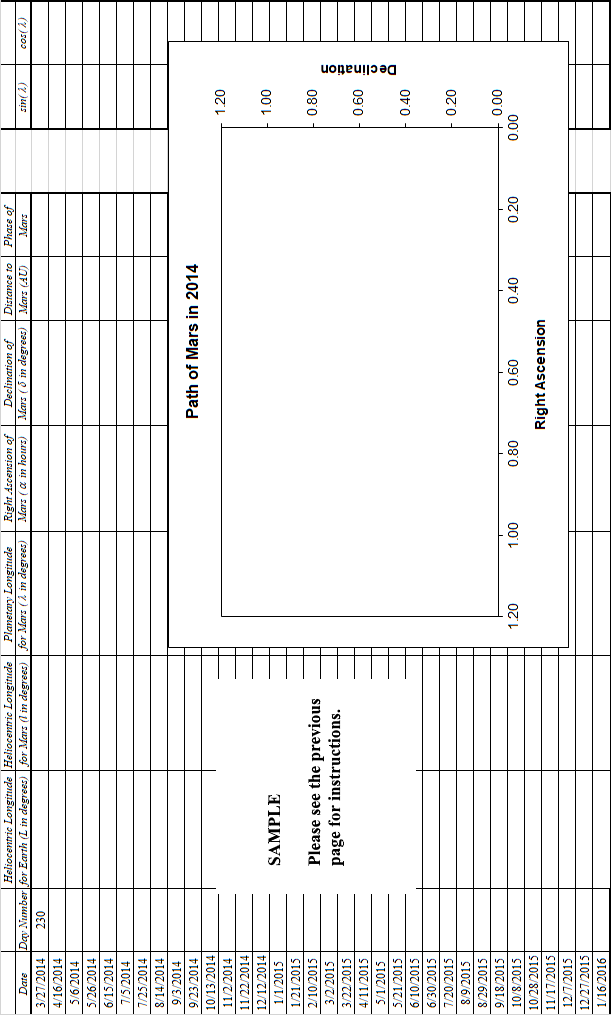 Date
Day Number
Heliocentric Longitude
for Earth (L in degrees)
Heliocentric Longitude
for Mars (l in degrees)
Planetary Longitude
for Mars ( λ in degrees)
Right Ascension of
Mars ( α in hours)
Declination of
Mars ( δ in degrees)
Distance to
Mars (AU)
Phase of
Mars
sin( λ)
cos( λ)
3/27/2014 230
4/16/2014
5/6/2014
5/26/2014
6/15/2014
7/5/2014
7/25/2014
8/14/2014
9/3/2014
9/23/2014
10/13/2014
11/2/2014
11/22/2014
12/12/2014
1/1/2015
1/21/2015
2/10/2015
3/2/2015
3/22/2015
4/11/2015
5/1/2015
5/21/2015
6/10/2015
6/30/2015
7/20/2015
8/9/2015
8/29/2015
9/18/2015
10/8/2015
10/28/2015
11/17/2015
12/7/2015
12/27/2015
1/16/2016
SAMPLE
Please see the previous
page for instructions.
Path of Mars in 2014
Declination
1.20
1.00
0.80
0.60
0.40
0.20
0.00
1.20 1.00 0.80 0.60 0.40 0.20 0.00
Right Ascension